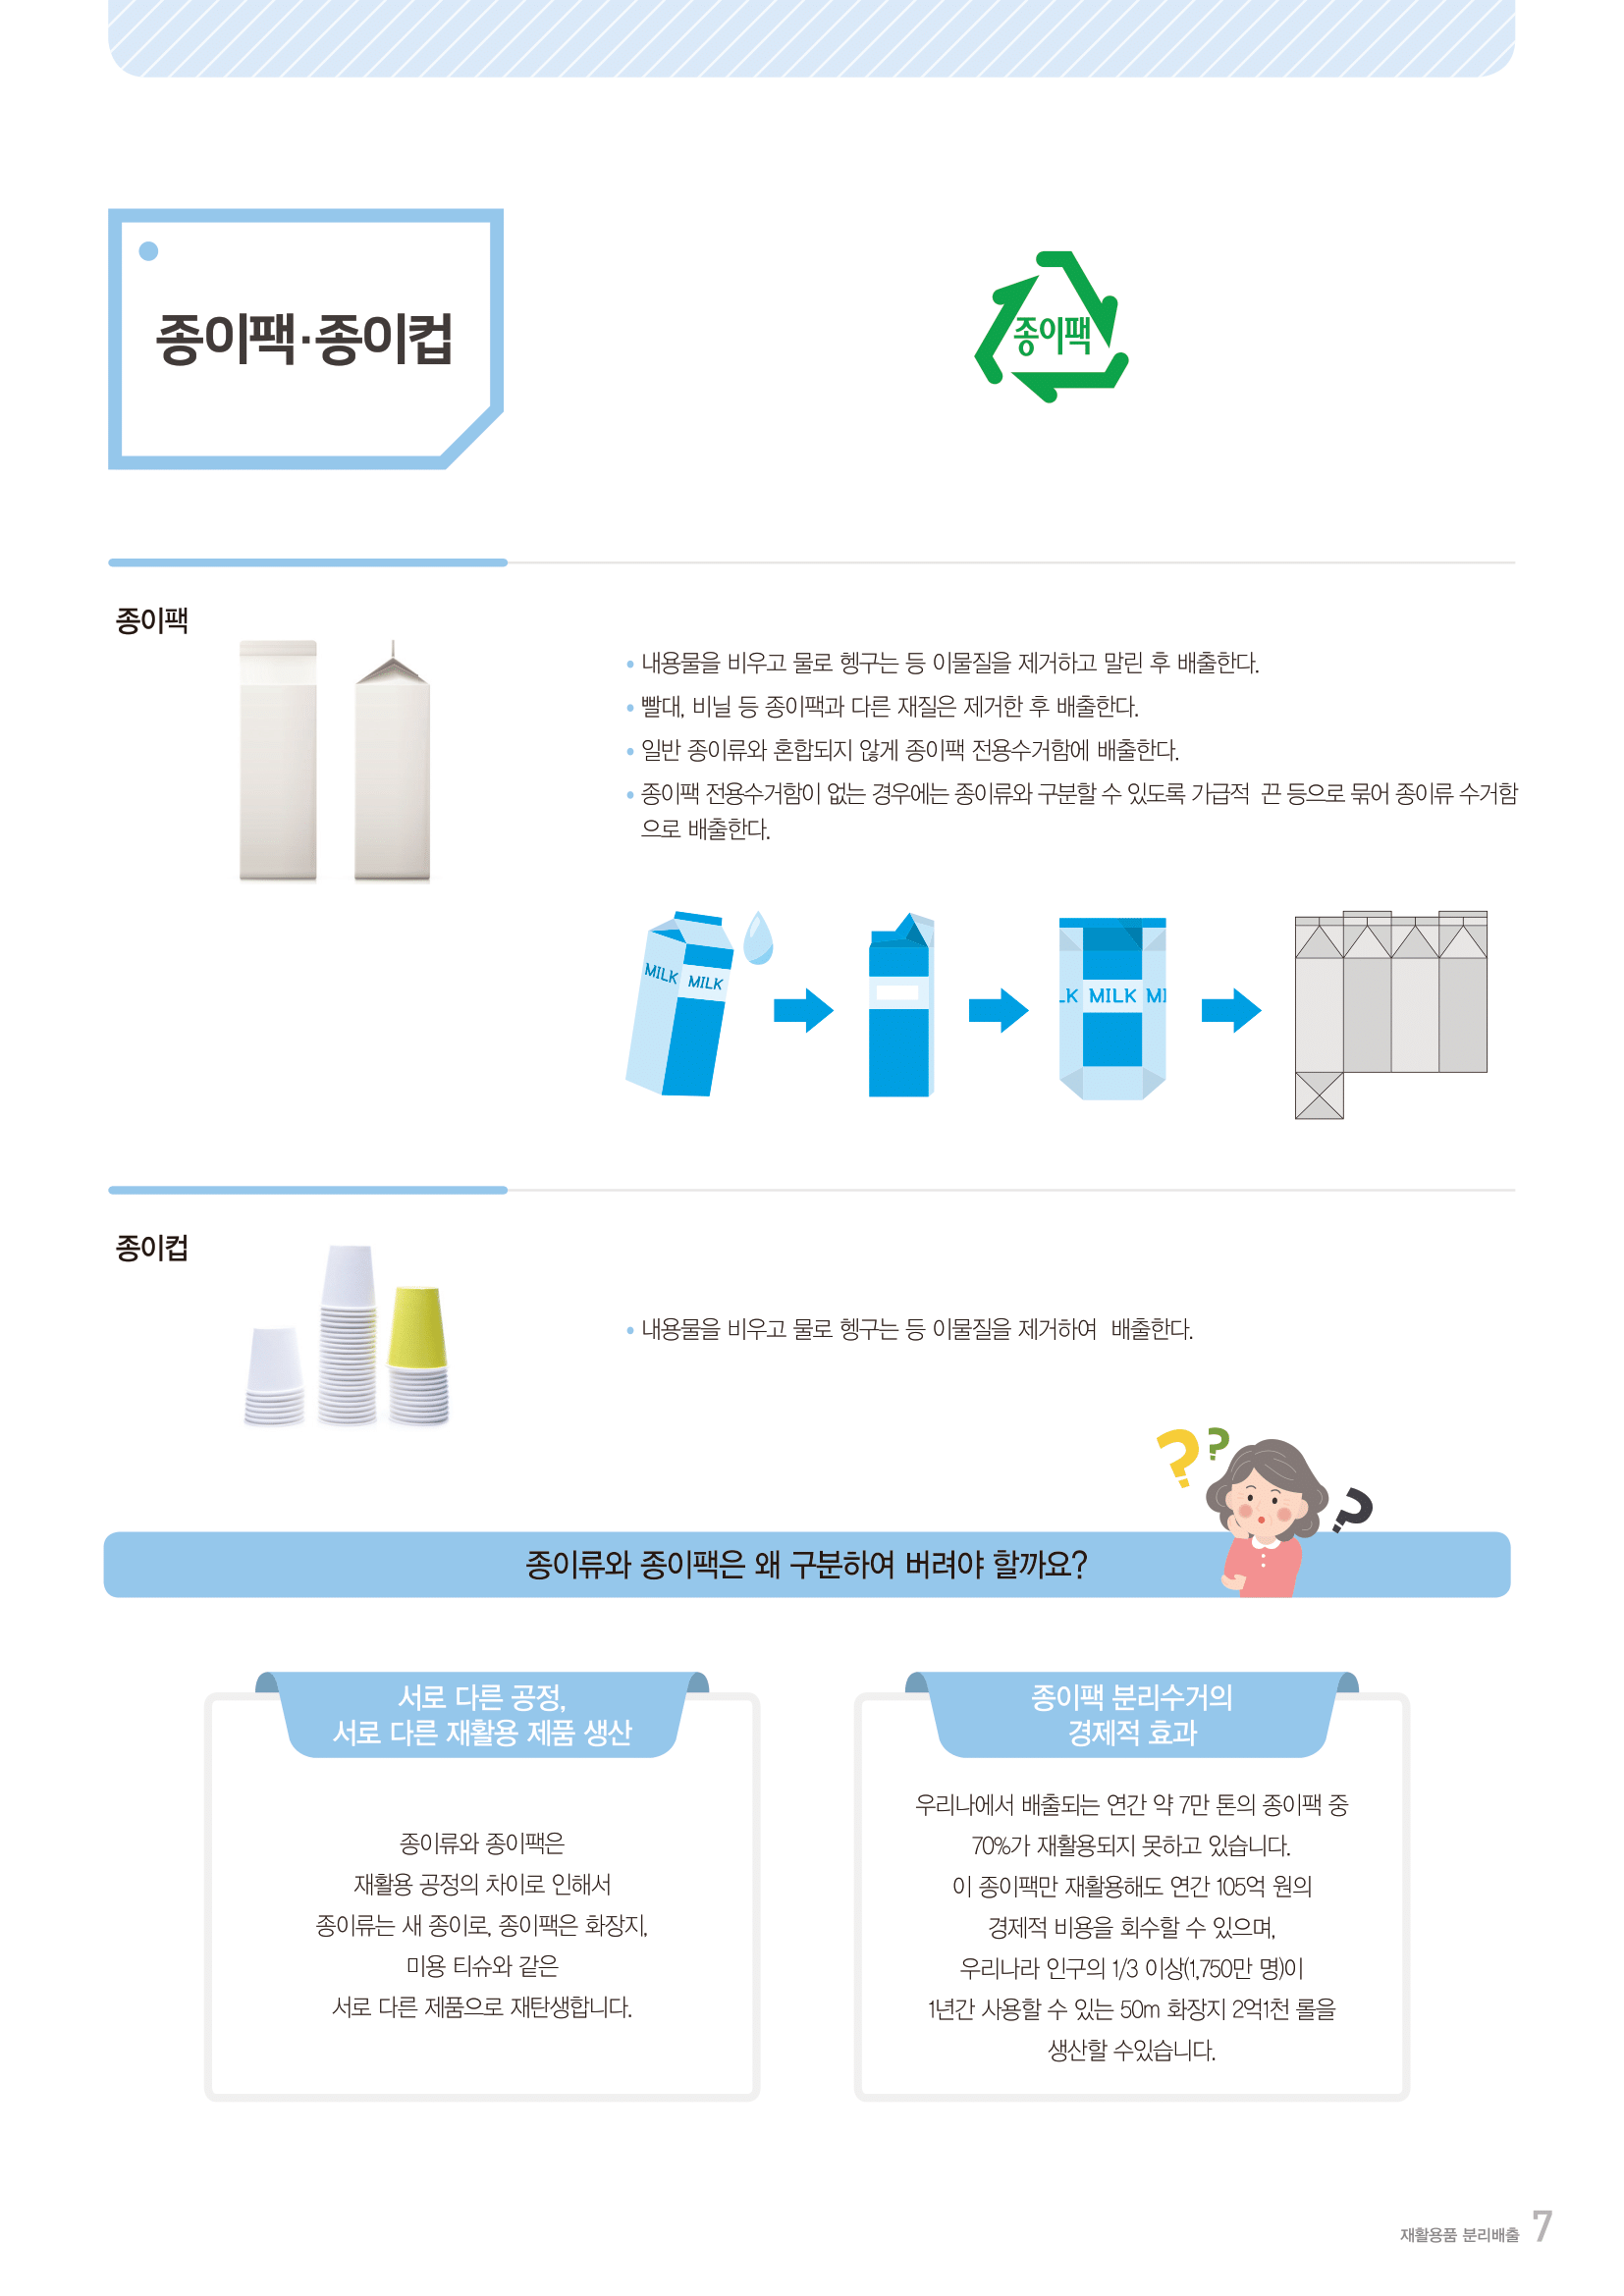 종이팩·종이컵
종이팩
종이팩
• 내용물을 비우고 물로 헹구는 등 이물질을 제거하고 말린 후 배출한다.
• 빨대, 비닐 등 종이팩과 다른 재질은 제거한 후 배출한다.
• 일반 종이류와 혼합되지 않게 종이팩 전용수거함에 배출한다.
• 종이팩 전용수거함이 없는 경우에는 종이류와 구분할 수 있도록 가급적 끈 등으로 묶어 종이류 수거함
으로 배출한다.
MILK MILK
LK MILK MI
종이컵
• 내용물을 비우고 물로 헹구는 등 이물질을 제거하여 배출한다.
? ?
?
종이류와 종이팩은 왜 구분하여 버려야 할까요?
서로 다른 공정,
서로 다른 재활용 제품 생산
종이류와 종이팩은
재활용 공정의 차이로 인해서
종이류는 새 종이로, 종이팩은 화장지,
미용 티슈와 같은
서로 다른 제품으로 재탄생합니다.
종이팩 분리수거의
경제적 효과
우리나에서 배출되는 연간 약 7만 톤의 종이팩 중
70%가 재활용되지 못하고 있습니다.
이 종이팩만 재활용해도 연간 105억 원의
경제적 비용을 회수할 수 있으며,
우리나라 인구의 1/3 이상(1,750만 명)이
1년간 사용할 수 있는 50m 화장지 2억1천 롤을
생산할 수있습니다.
재활용품 분리배출 7